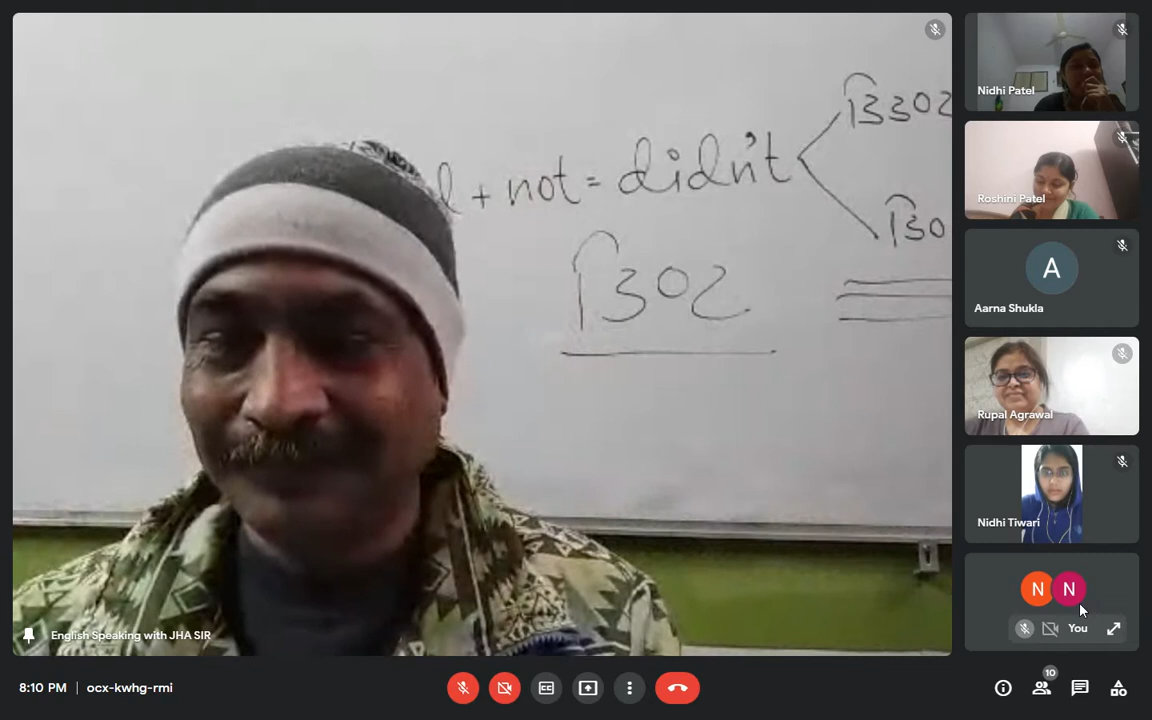 + not = didn't
English Speaking with JHA SIR
Nidhi Patel
Roshini Patel
A
Aarna Shukla
Rupal Agrawal
Nidhi Tiwari
N N
You
8:10 PM | ocx-kwhg-rmi
10